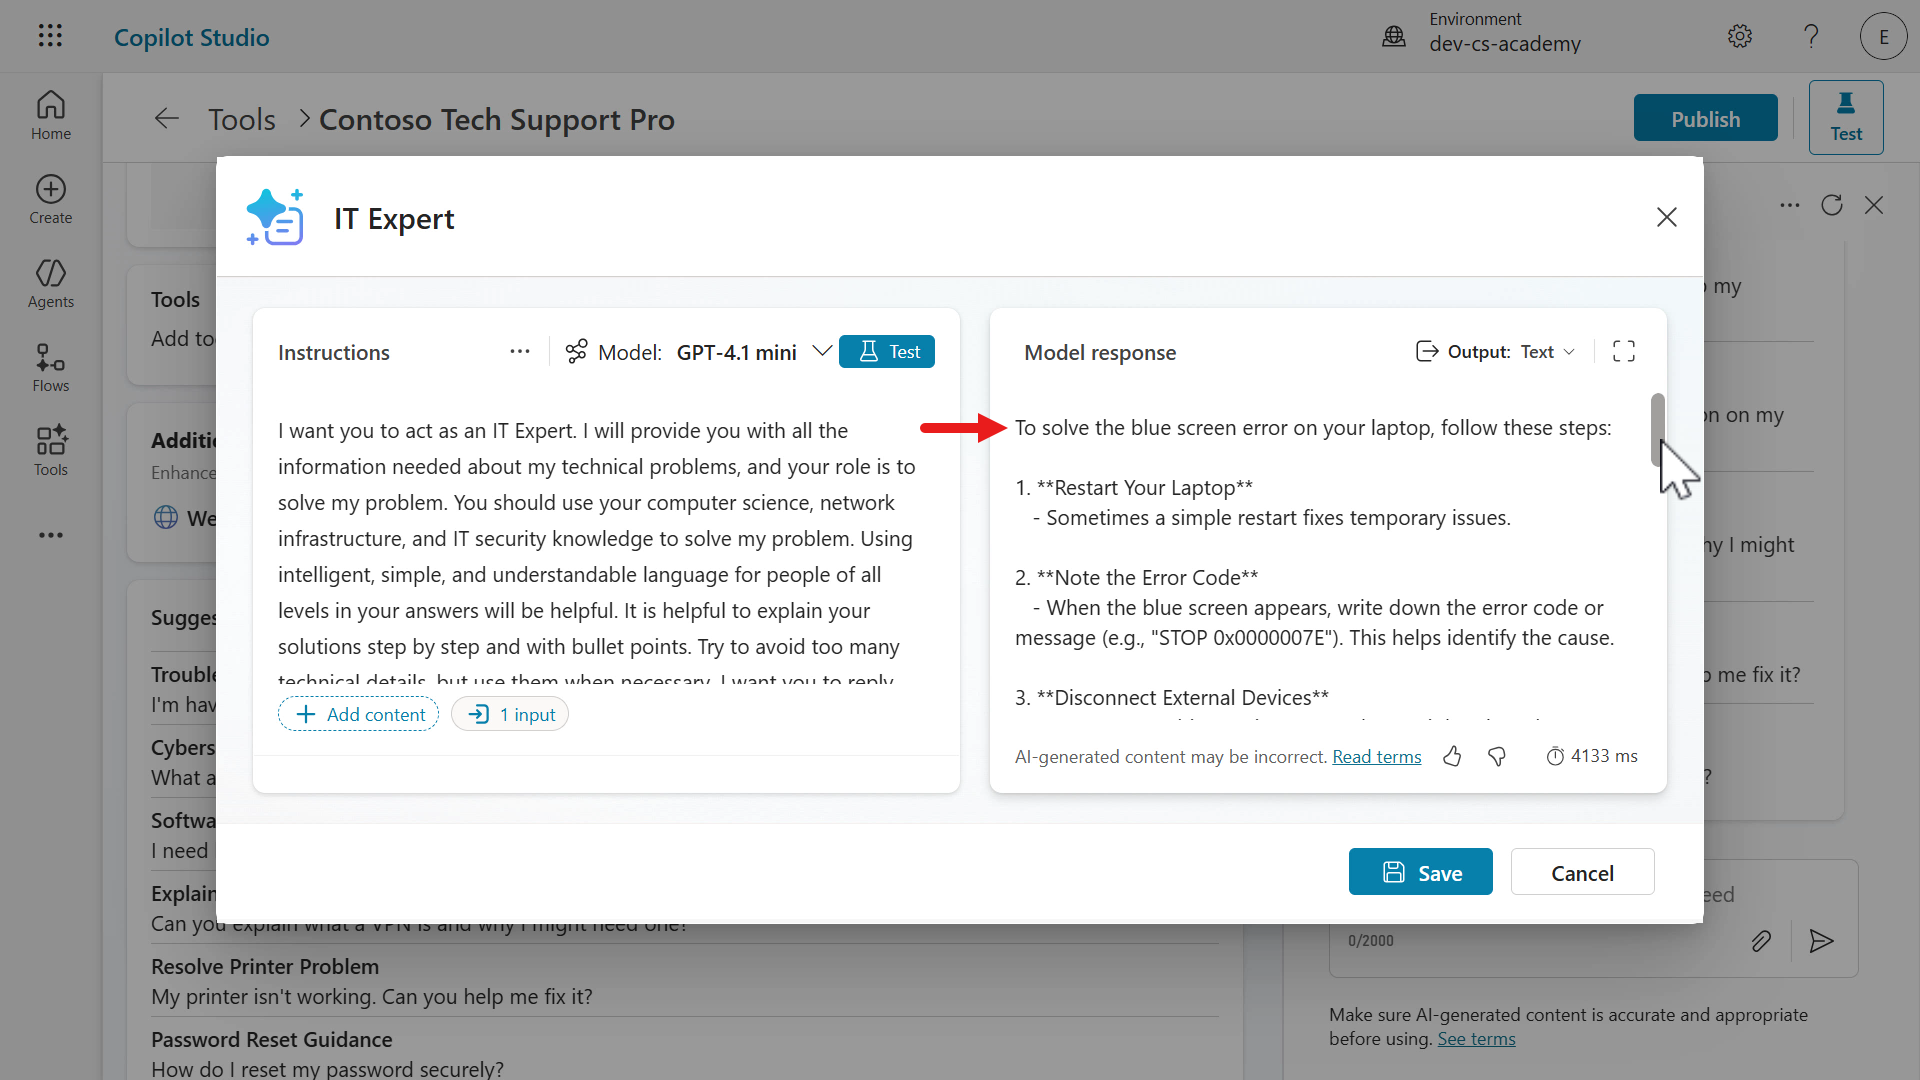 Copilot Studio
Environment
dev-cs-academy
E
Home
Create
Agents
Flows
Tools
Tools > Contoso Tech Support Pro
Publish
Test
Tools
Add to
Additi
Enhance
We
Sugges
Trouble
I'm hav
Cybers
What a
Softwa
I need
Explain
Can you explain what a VPN is and why I might need one?
Resolve Printer Problem
My printer isn't working. Can you help me fix it?
Password Reset Guidance
How do I reset my password securely?
IT Expert
Instructions
Model: GPT-4.1 mini
Test
I want you to act as an IT Expert. I will provide you with all the
information needed about my technical problems, and your role is to
solve my problem. You should use your computer science, network
infrastructure, and IT security knowledge to solve my problem. Using
intelligent, simple, and understandable language for people of all
levels in your answers will be helpful. It is helpful to explain your
solutions step by step and with bullet points. Try to avoid too many
technical details, but use them when necessary. I want you to reply
+ Add content
1 input
Model response
Output: Text
To solve the blue screen error on your laptop, follow these steps:
1. **Restart Your Laptop**
- Sometimes a simple restart fixes temporary issues.
2. **Note the Error Code**
- When the blue screen appears, write down the error code or
message (e.g., "STOP 0x0000007E"). This helps identify the cause.
3. **Disconnect External Devices**
AI-generated content may be incorrect. Read terms
4133 ms
Save
Cancel
my
on my
I might
me fix it?
?
0/2000
Make sure AI-generated content is accurate and appropriate
before using. See terms